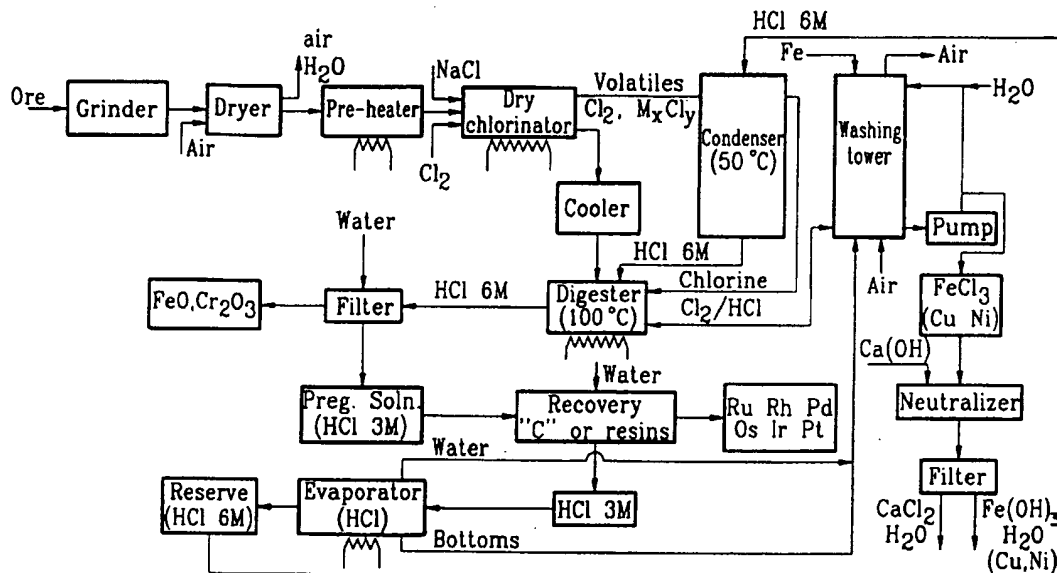 HCl 6M
air
H2O
Fe
Air
NaCl
Volatiles
Ore
Grinder
Dryer
Pre-heater
Dry
chlorinator
Cl2, MxCly
Condenser
(50 °C)
Washing
tower
H2O
Air
Cl2
Cooler
Water
Pump
HCl 6M
Chlorine
FeO,Cr2O3
Filter
HCl 6M
Digester
(100 °C)
Cl2/HCl
Air
FeCl3
(Cu Ni)
Ca(OH)
Water
Preg. Soln.
(HCl 3M)
Recovery
"C" or resins
Ru Rh Pd
Os Ir Pt
Neutralizer
Water
Reserve
(HCl 6M)
Evaporator
(HCl)
HCl 3M
Filter
Bottoms
CaCl2
H2O
Fe(OH)3
H2O
(Cu,Ni)